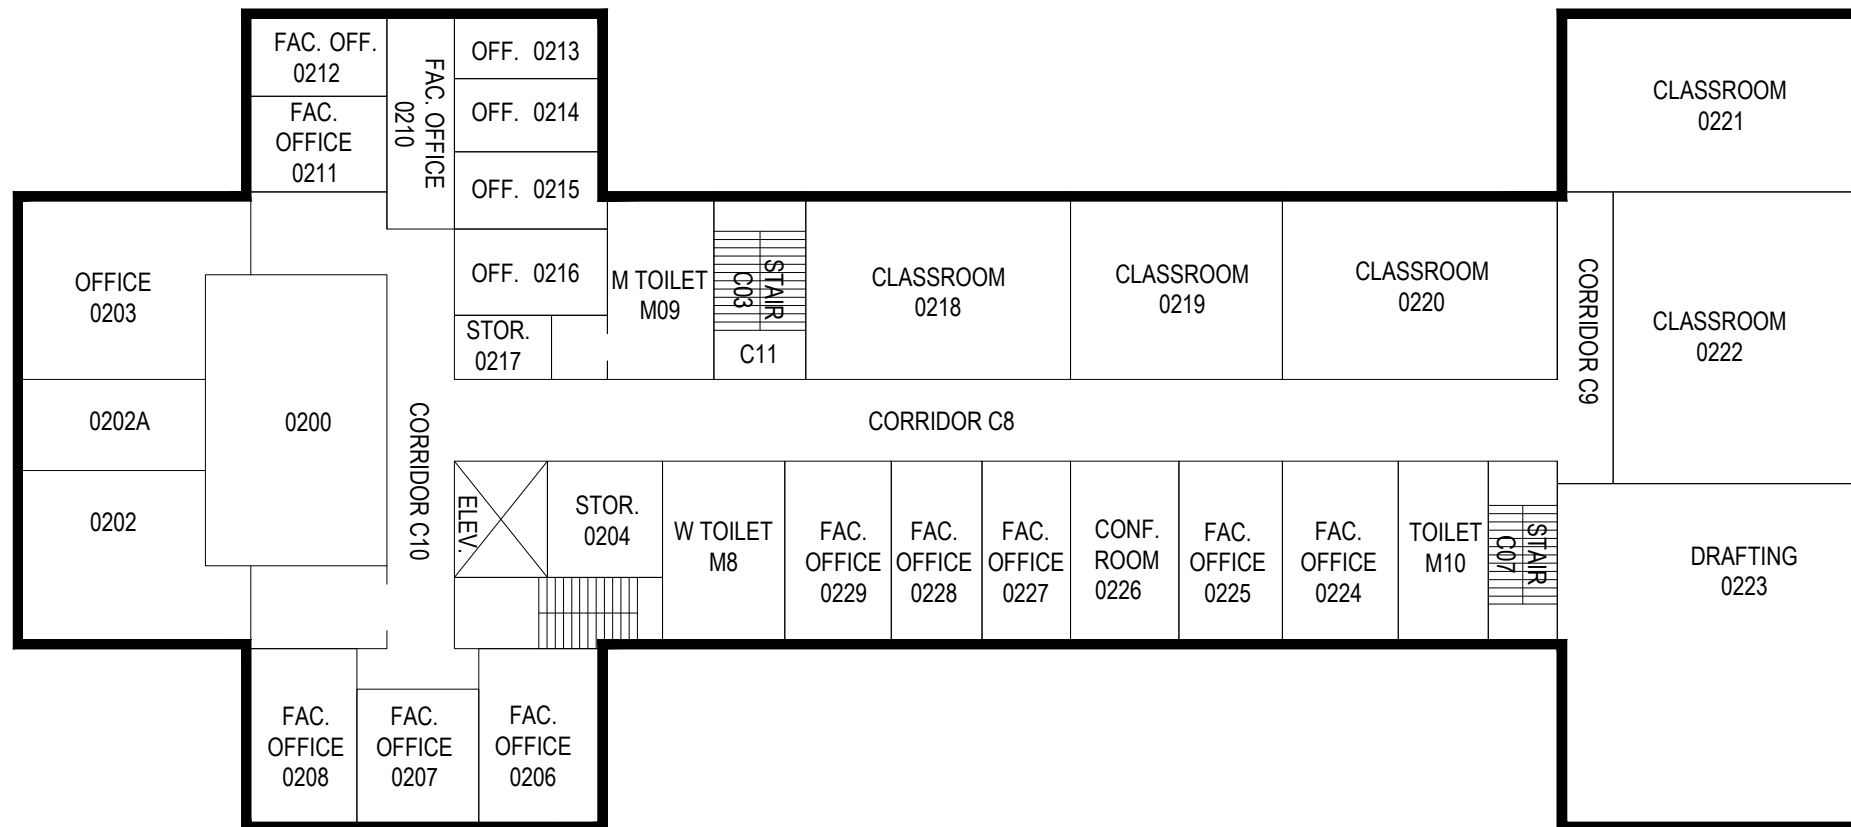 FAC. OFF.
0212
FAC.
OFFICE
0211
FAC. OFFICE
0210
OFF. 0213
OFF. 0214
OFF. 0215
OFF. 0216
STOR.
0217
OFFICE
0203
0202A
0202
0200
CORRIDOR C10
M TOILET
M09
STAIR
C03
C11
CLASSROOM
0218
CLASSROOM
0219
CLASSROOM
0220
CORRIDOR C9
CLASSROOM
0221
CLASSROOM
0222
CORRIDOR C8
ELEV.
STOR.
0204
W TOILET
M8
FAC.
OFFICE
0229
FAC.
OFFICE
0228
FAC.
OFFICE
0227
CONF.
ROOM
0226
FAC.
OFFICE
0225
FAC.
OFFICE
0224
TOILET
M10
STAIR
C07
DRAFTING
0223
FAC.
OFFICE
0208
FAC.
OFFICE
0207
FAC.
OFFICE
0206